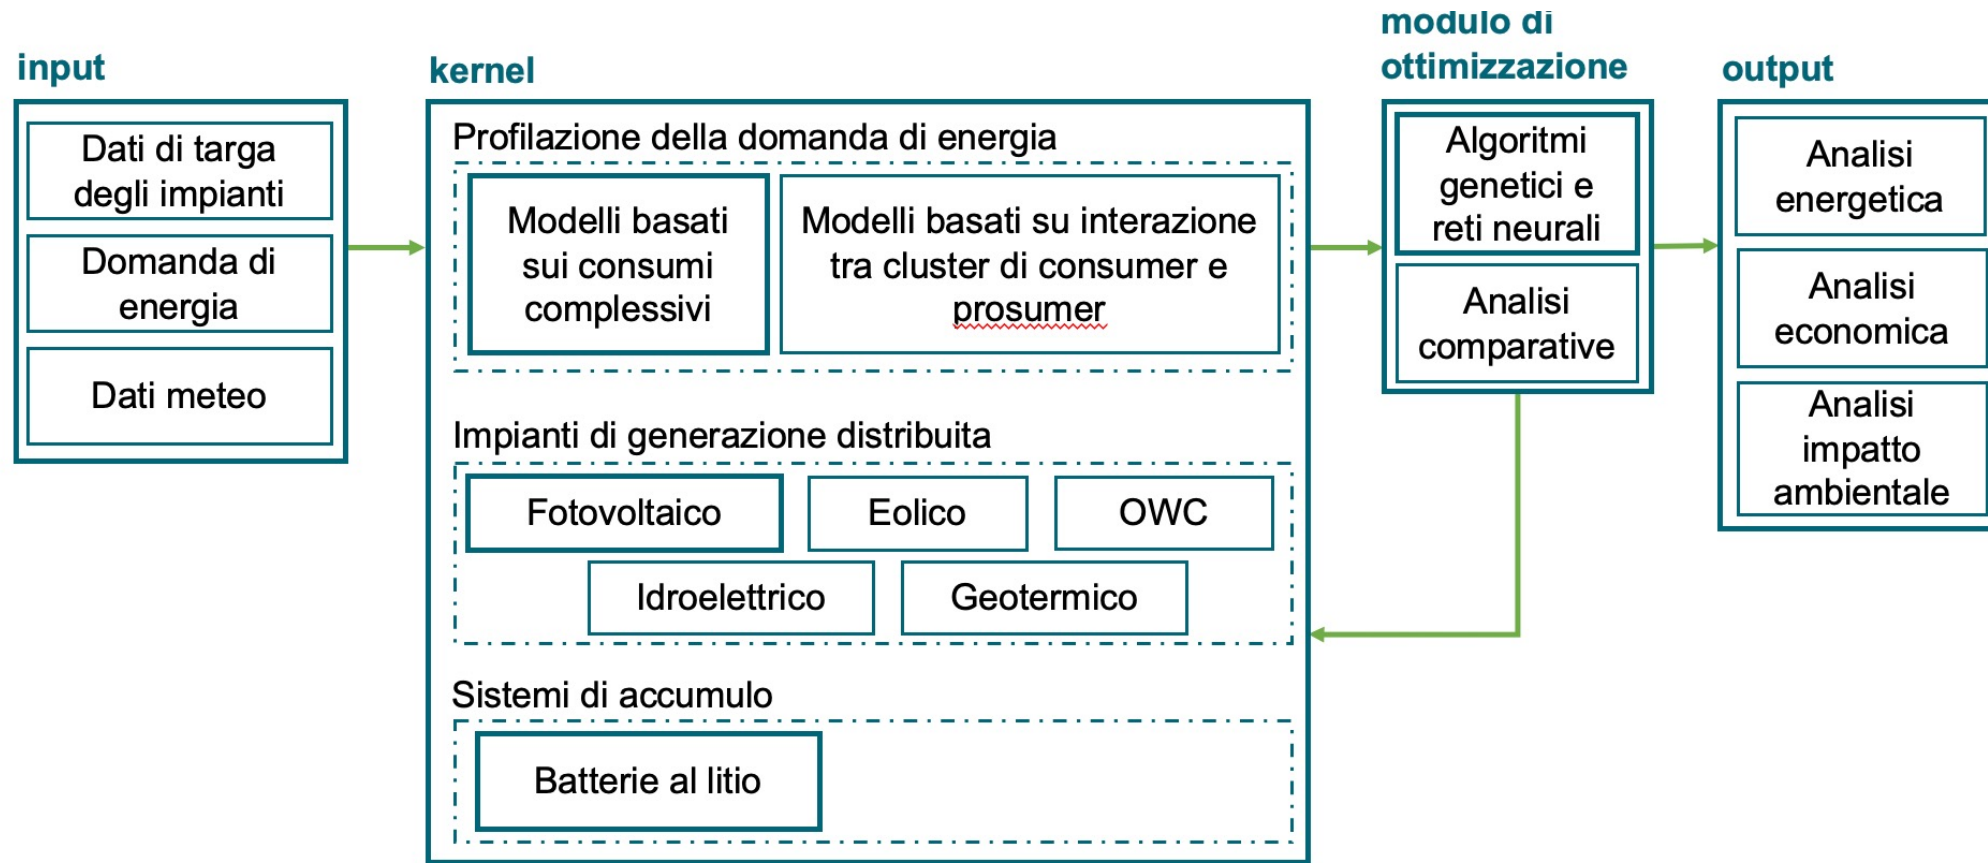 input
Dati di targa
degli impianti
Domanda di
energia
Dati meteo
kernel
Profilazione della domanda di energia
Modelli basati
sui consumi
complessivi
Modelli basati su interazione
tra cluster di consumer e
prosumer
Impianti di generazione distribuita
Fotovoltaico
Eolico
OWC
Idroelettrico
Geotermico
Sistemi di accumulo
Batterie al litio
modulo di
ottimizzazione
Algoritmi
genetici e
reti neurali
Analisi
comparative
output
Analisi
energetica
Analisi
economica
Analisi
impatto
ambientale